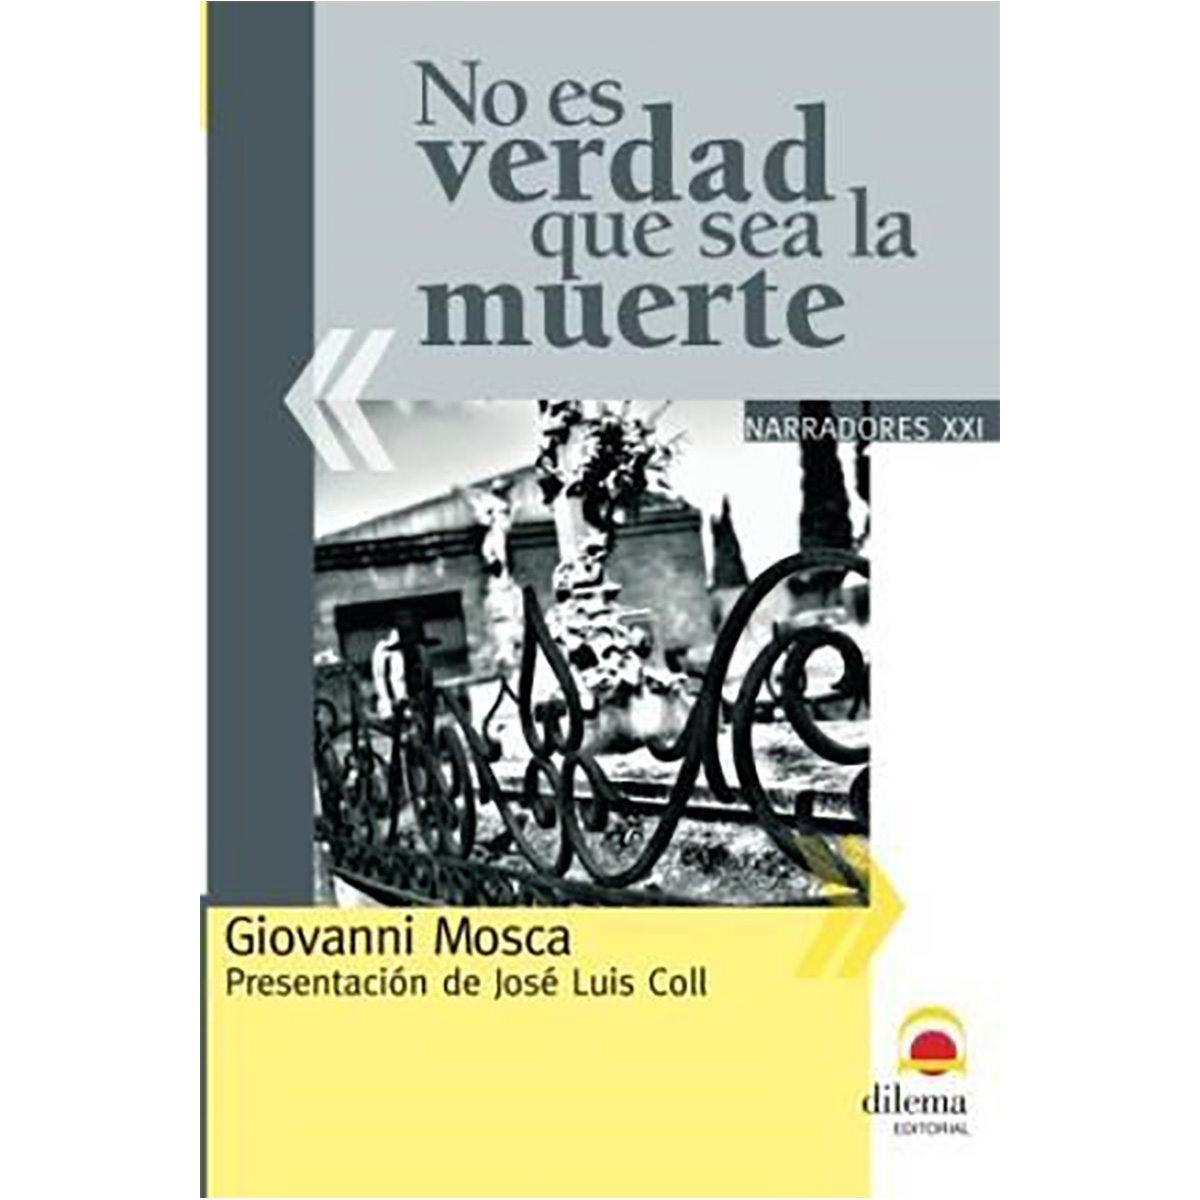 No es
verdad
que sea la
muerte
NARRADORES XXI
Giovanni Mosca
Presentación de José Luis Coll
dilema
EDITORIAL